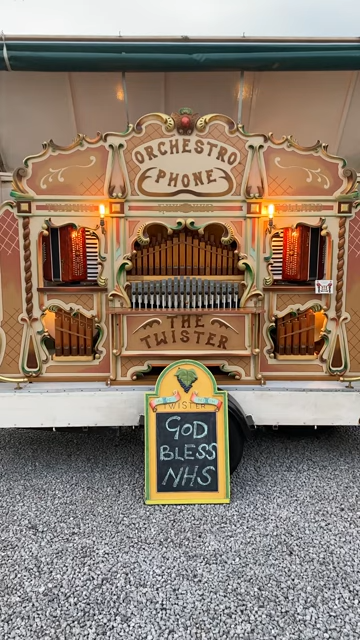 ORCHESTRO
PHONE
THE
TWISTER
TWISTER
GOD
BLESS
NHS